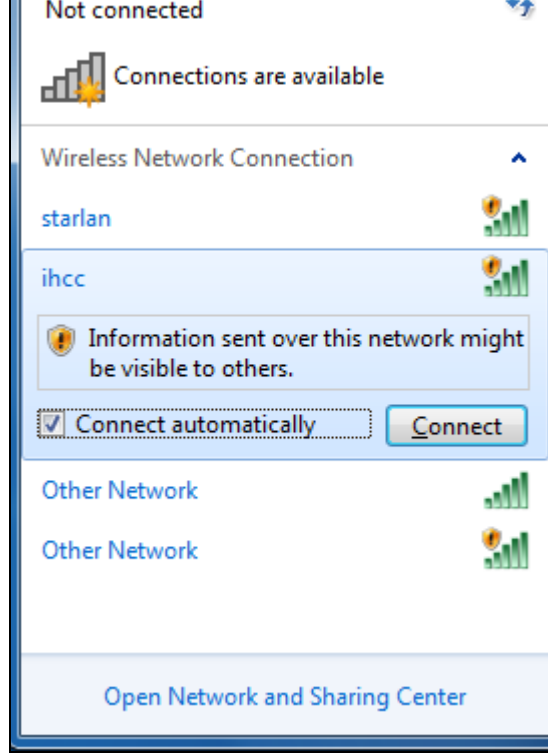 Not connected
Connections are available
Wireless Network Connection
starlan
ihcc
Information sent over this network might
be visible to others.
Connect automatically
Connect
Other Network
Other Network
Open Network and Sharing Center